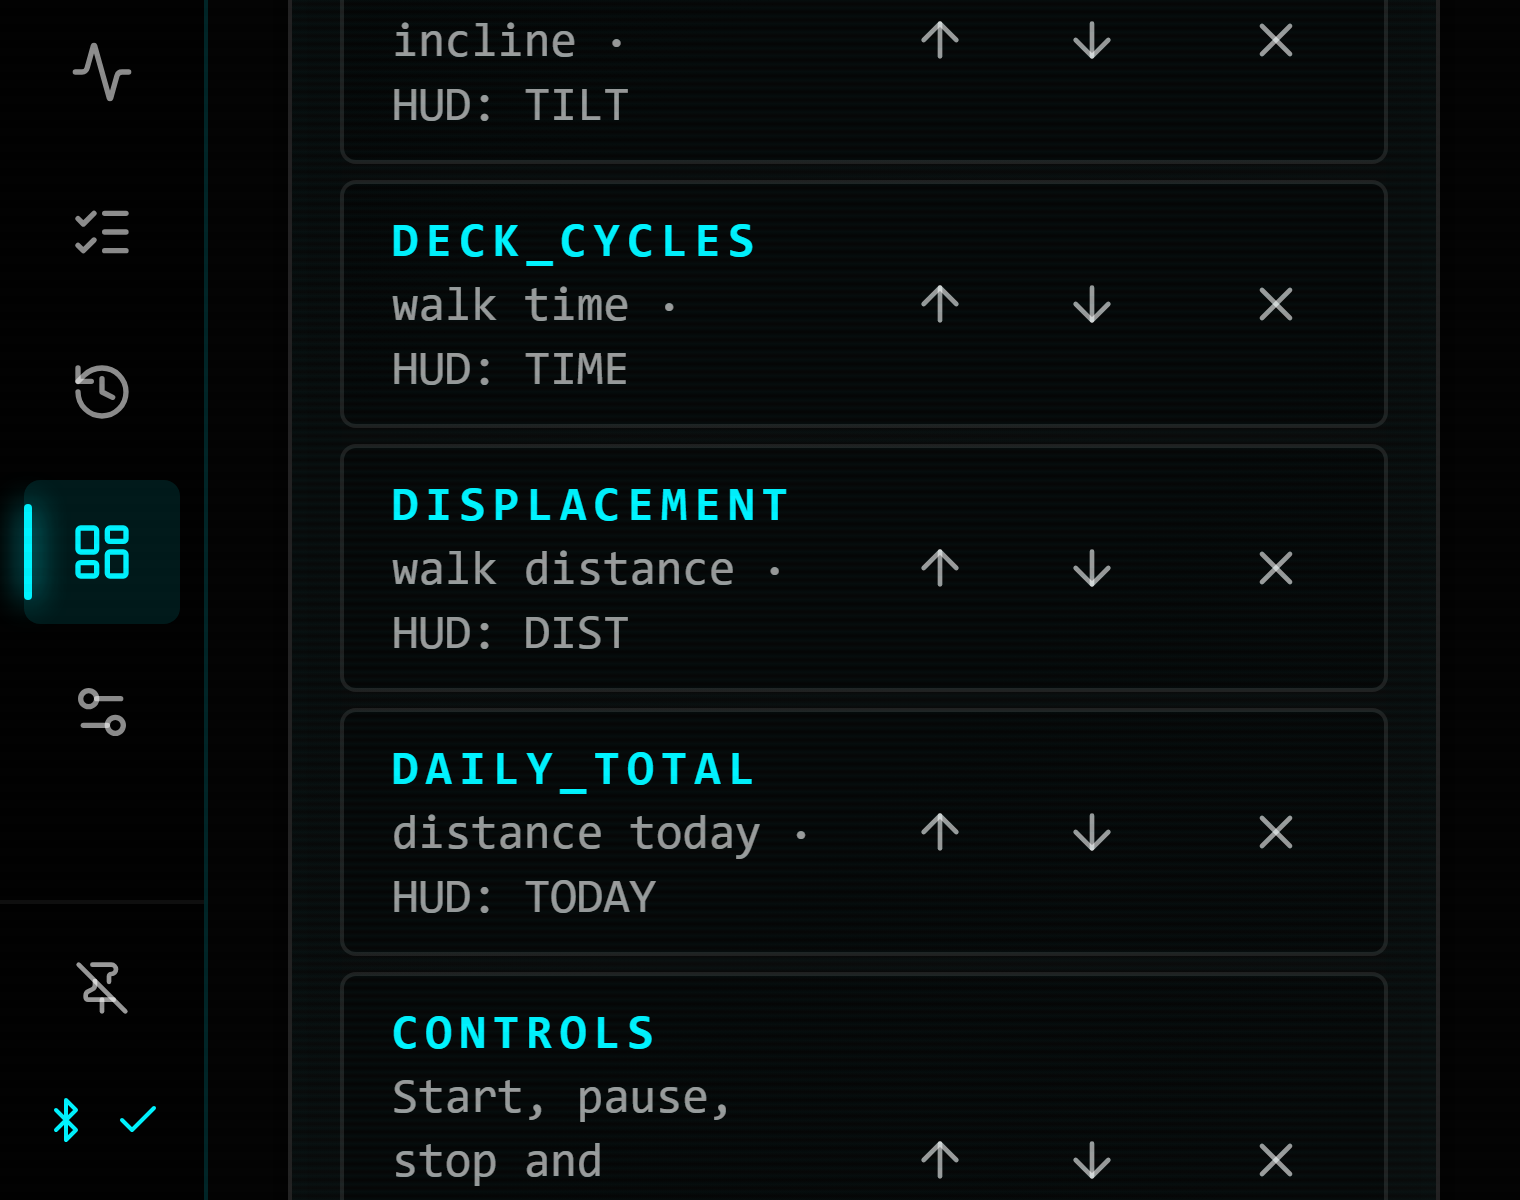 incline ·
HUD: TILT
DECK_CYCLES
walk time ·
HUD: TIME
DISPLACEMENT
walk distance ·
HUD: DIST
DAILY_TOTAL
distance today ·
HUD: TODAY
CONTROLS
Start, pause,
stop and